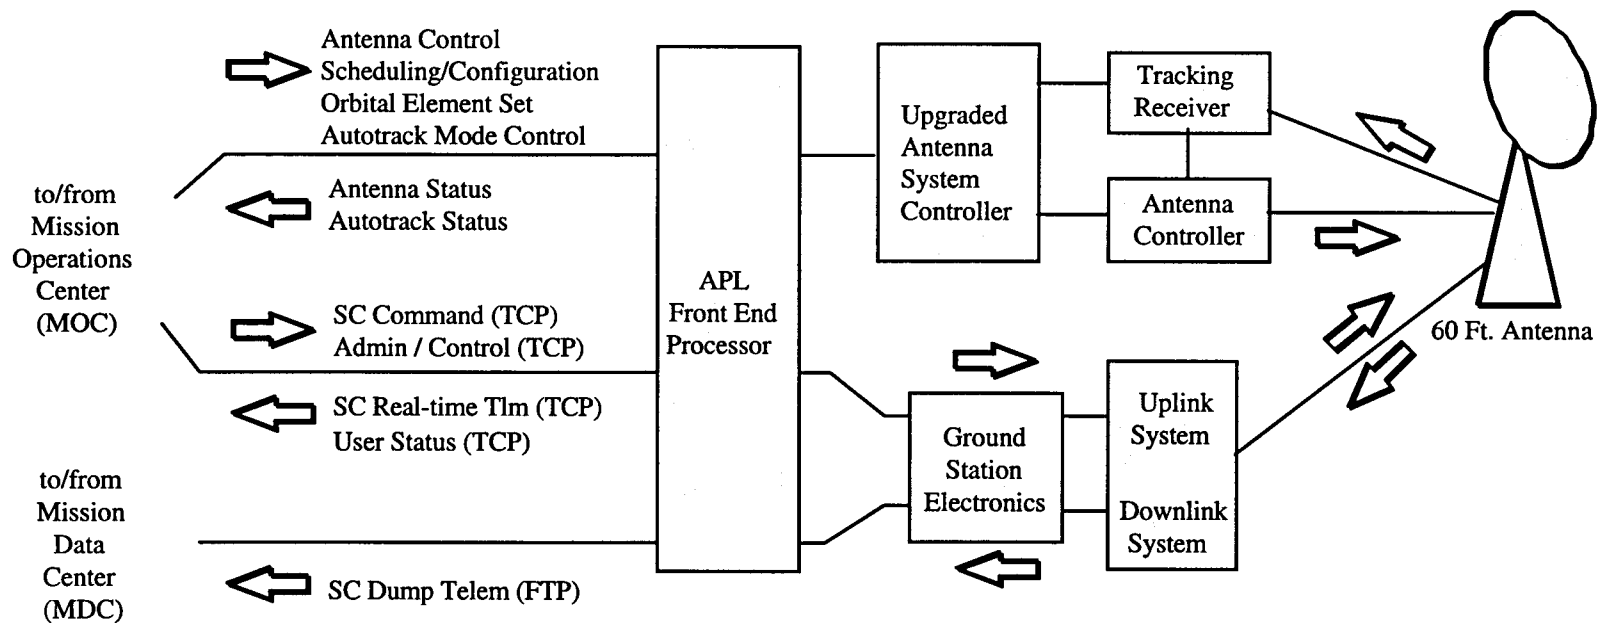 Antenna Control
Scheduling/Configuration
Orbital Element Set
Autotrack Mode Control
Antenna Status
Autotrack Status
to/from
Mission
Operations
Center
(MOC)
SC Command (TCP)
Admin / Control (TCP)
SC Real-time Tlm (TCP)
User Status (TCP)
to/from
Mission
Data
Center
(MDC)
SC Dump Telem (FTP)
APL
Front End
Processor
Upgraded
Antenna
System
Controller
Tracking
Receiver
Antenna
Controller
60 Ft. Antenna
Ground
Station
Electronics
Uplink
System
Downlink
System